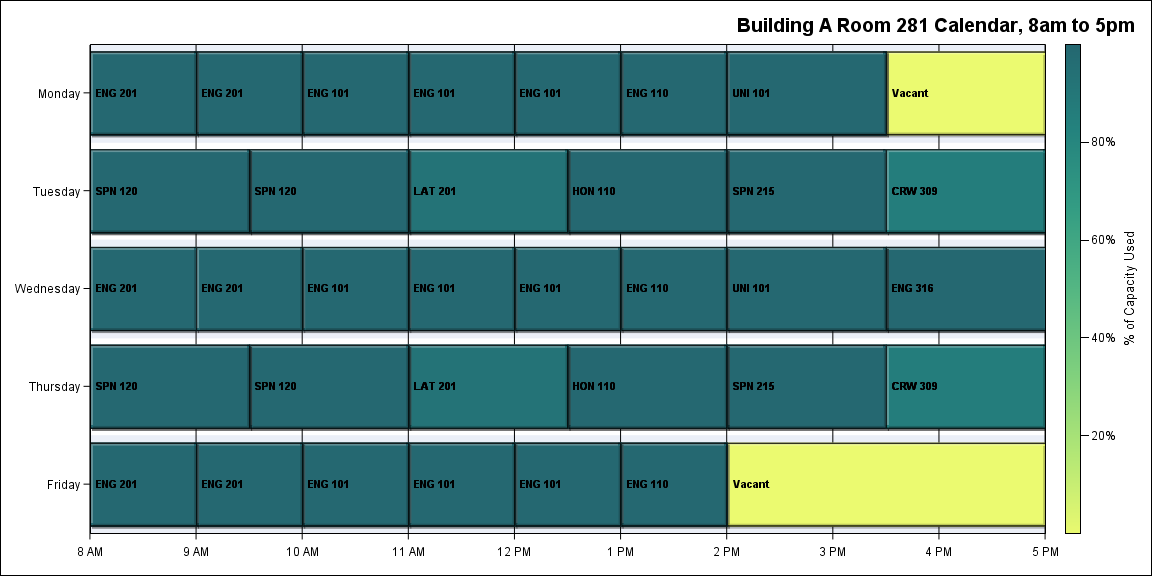 Building A Room 281 Calendar, 8am to 5pm
Monday ENG 201 ENG 201 ENG 101 ENG 101 ENG 101 ENG 110 UNI 101 Vacant
Tuesday SPN 120 SPN 120 LAT 201 HON 110 SPN 215 CRW 309
Wednesday ENG 201 ENG 201 ENG 101 ENG 101 ENG 101 ENG 110 UNI 101 ENG 316
Thursday SPN 120 SPN 120 LAT 201 HON 110 SPN 215 CRW 309
Friday ENG 201 ENG 201 ENG 101 ENG 101 ENG 101 ENG 110 Vacant
8 AM 9 AM 10 AM 11 AM 12 PM 1 PM 2 PM 3 PM 4 PM 5 PM
80%
60%
40%
20%
% of Capacity Used